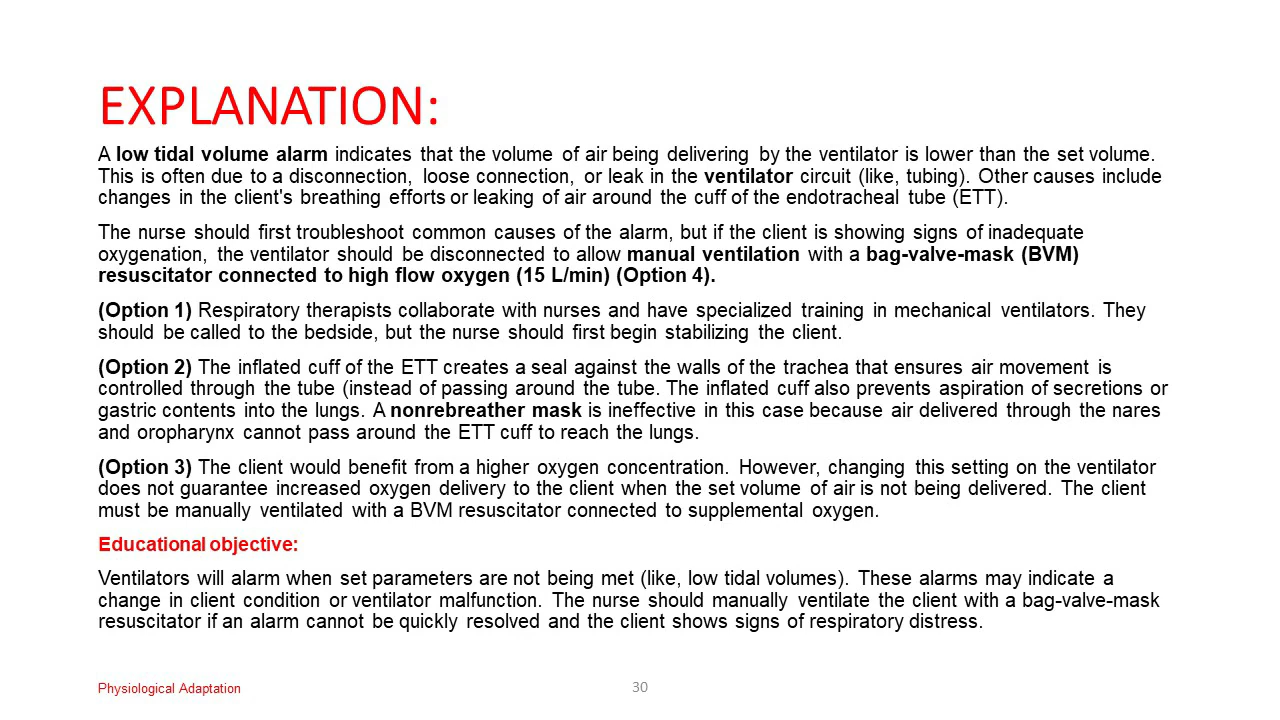 EXPLANATION:
A low tidal volume alarm indicates that the volume of air being delivering by the ventilator is lower than the set volume.
This is often due to a disconnection, loose connection, or leak in the ventilator circuit (like, tubing). Other causes include
changes in the client's breathing efforts or leaking of air around the cuff of the endotracheal tube (ETT).
The nurse should first troubleshoot common causes of the alarm, but if the client is showing signs of inadequate
oxygenation, the ventilator should be disconnected to allow manual ventilation with a bag-valve-mask (BVM)
resuscitator connected to high flow oxygen (15 L/min) (Option 4).
(Option 1) Respiratory therapists collaborate with nurses and have specialized training in mechanical ventilators. They
should be called to the bedside, but the nurse should first begin stabilizing the client.
(Option 2) The inflated cuff of the ETT creates a seal against the walls of the trachea that ensures air movement is
controlled through the tube (instead of passing around the tube. The inflated cuff also prevents aspiration of secretions or
gastric contents into the lungs. A nonrebreather mask is ineffective in this case because air delivered through the nares
and oropharynx cannot pass around the ETT cuff to reach the lungs.
(Option 3) The client would benefit from a higher oxygen concentration. However, changing this setting on the ventilator
does not guarantee increased oxygen delivery to the client when the set volume of air is not being delivered. The client
must be manually ventilated with a BVM resuscitator connected to supplemental oxygen.
Educational objective:
Ventilators will alarm when set parameters are not being met (like, low tidal volumes). These alarms may indicate a
change in client condition or ventilator malfunction. The nurse should manually ventilate the client with a bag-valve-mask
resuscitator if an alarm cannot be quickly resolved and the client shows signs of respiratory distress.
Physiological Adaptation
30